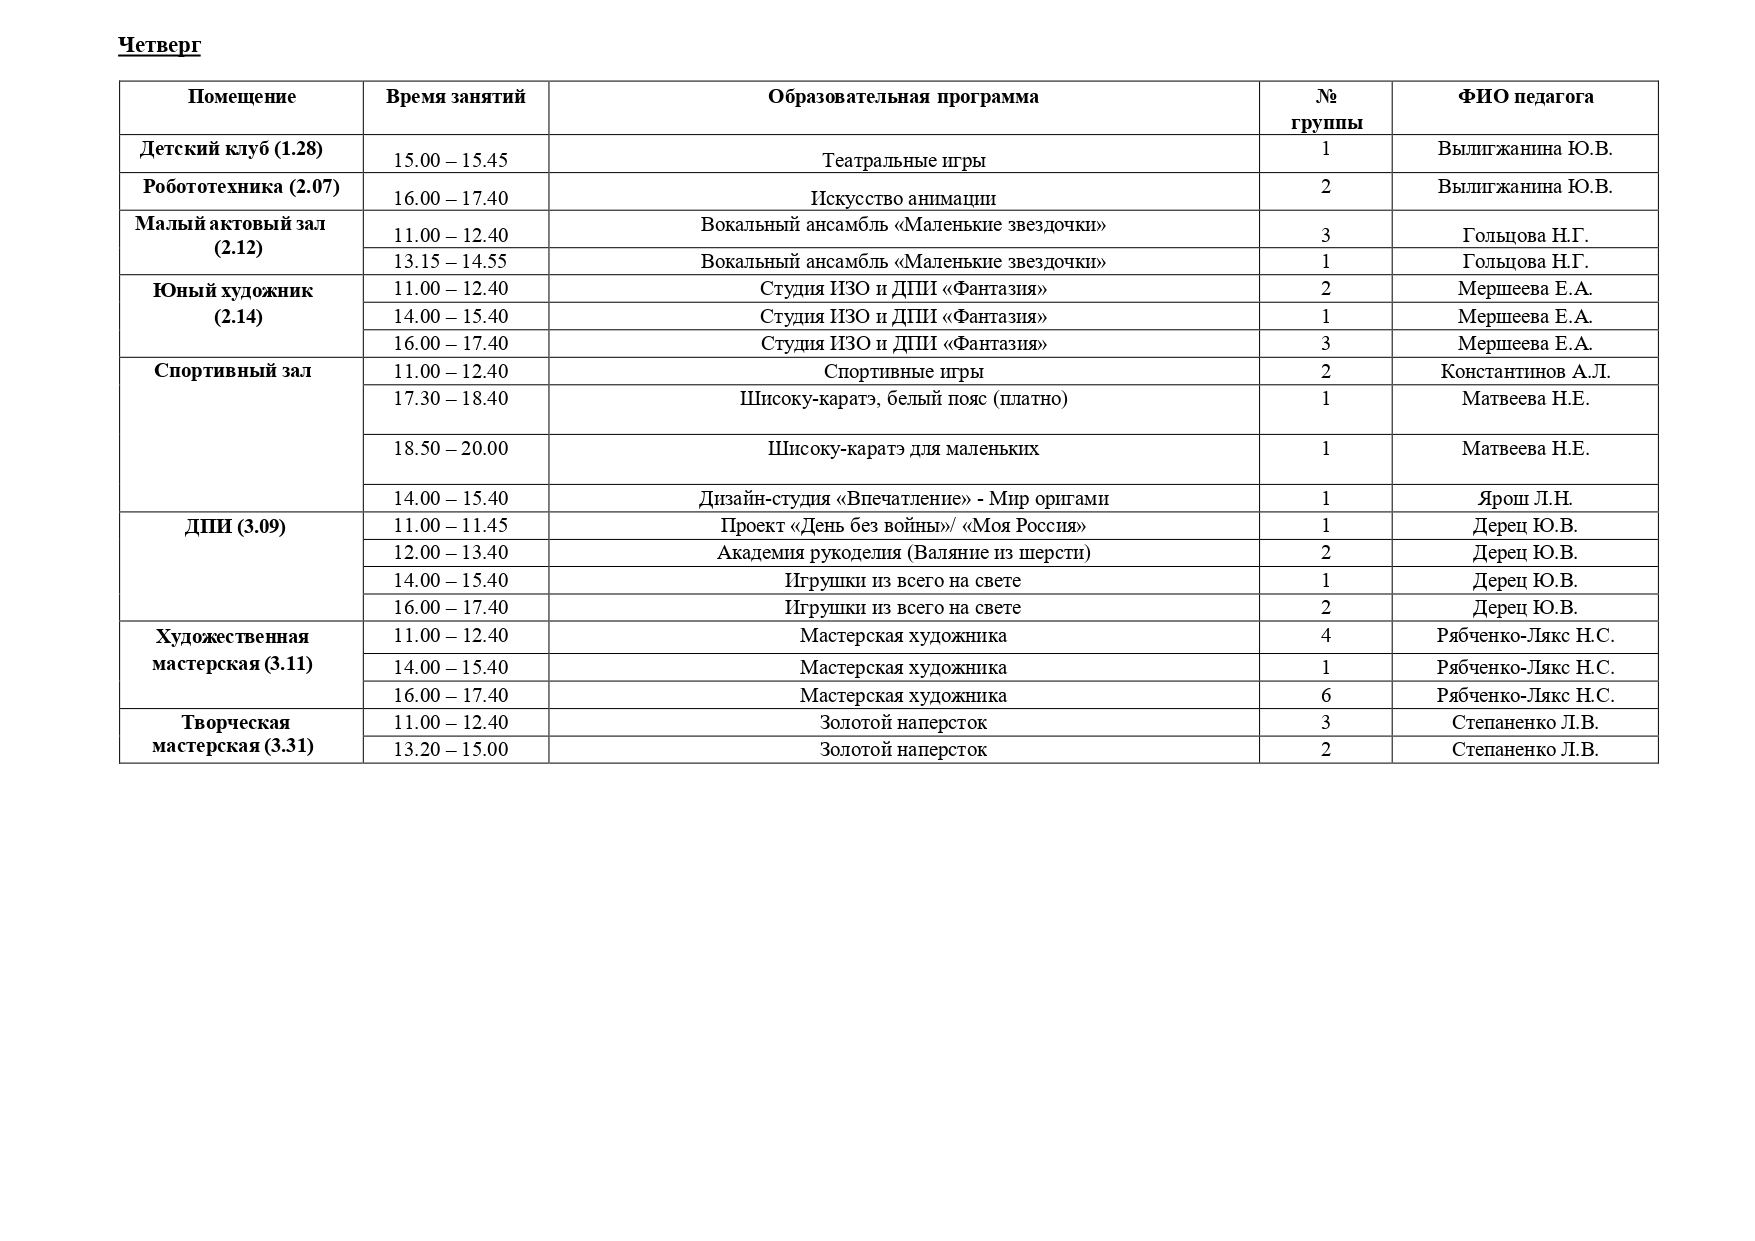 Четверг
Помещение Время занятий Образовательная программа № группы ФИО педагога
Детский клуб (1.28) 15.00 – 15.45 Театральные игры 1 Вылигжанина Ю.В.
Робототехника (2.07) 16.00 – 17.40 Искусство анимации 2 Вылигжанина Ю.В.
Малый актовый зал (2.12) 11.00 – 12.40 Вокальный ансамбль «Маленькие звездочки» 3 Гольцова Н.Г.
13.15 – 14.55 Вокальный ансамбль «Маленькие звездочки» 1 Гольцова Н.Г.
Юный художник (2.14) 11.00 – 12.40 Студия ИЗО и ДПИ «Фантазия» 2 Мершеева Е.А.
14.00 – 15.40 Студия ИЗО и ДПИ «Фантазия» 1 Мершеева Е.А.
16.00 – 17.40 Студия ИЗО и ДПИ «Фантазия» 3 Мершеева Е.А.
Спортивный зал 11.00 – 12.40 Спортивные игры 2 Константинов А.Л.
17.30 – 18.40 Шисоку-каратэ, белый пояс (платно) 1 Матвеева Н.Е.
18.50 – 20.00 Шисоку-каратэ для маленьких 1 Матвеева Н.Е.
14.00 – 15.40 Дизайн-студия «Впечатление» - Мир оригами 1 Ярош Л.Н.
ДПИ (3.09) 11.00 – 11.45 Проект «День без войны»/ «Моя Россия» 1 Дерец Ю.В.
12.00 – 13.40 Академия рукоделия (Валяние из шерсти) 2 Дерец Ю.В.
14.00 – 15.40 Игрушки из всего на свете 1 Дерец Ю.В.
16.00 – 17.40 Игрушки из всего на свете 2 Дерец Ю.В.
Художественная мастерская (3.11) 11.00 – 12.40 Мастерская художника 4 Рябченко-Лякс Н.С.
14.00 – 15.40 Мастерская художника 1 Рябченко-Лякс Н.С.
16.00 – 17.40 Мастерская художника 6 Рябченко-Лякс Н.С.
Творческая мастерская (3.31) 11.00 – 12.40 Золотой наперсток 3 Степаненко Л.В.
13.20 – 15.00 Золотой наперсток 2 Степаненко Л.В.